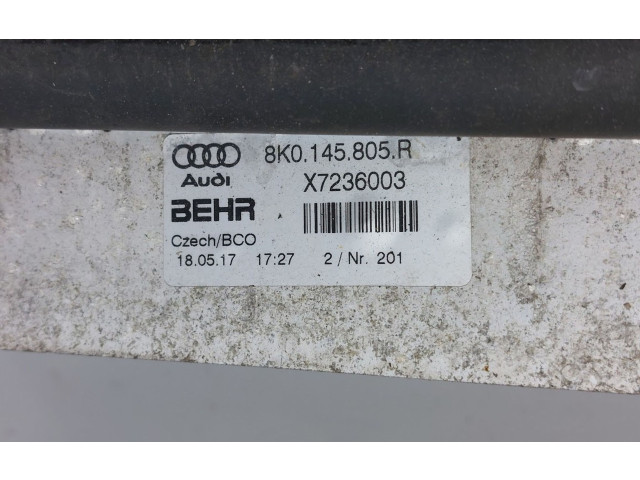 8K0.145.805.R
Audi
X7236003
BEHR
Czech/BCO
18.05.17 17:27 2 / Nr. 201